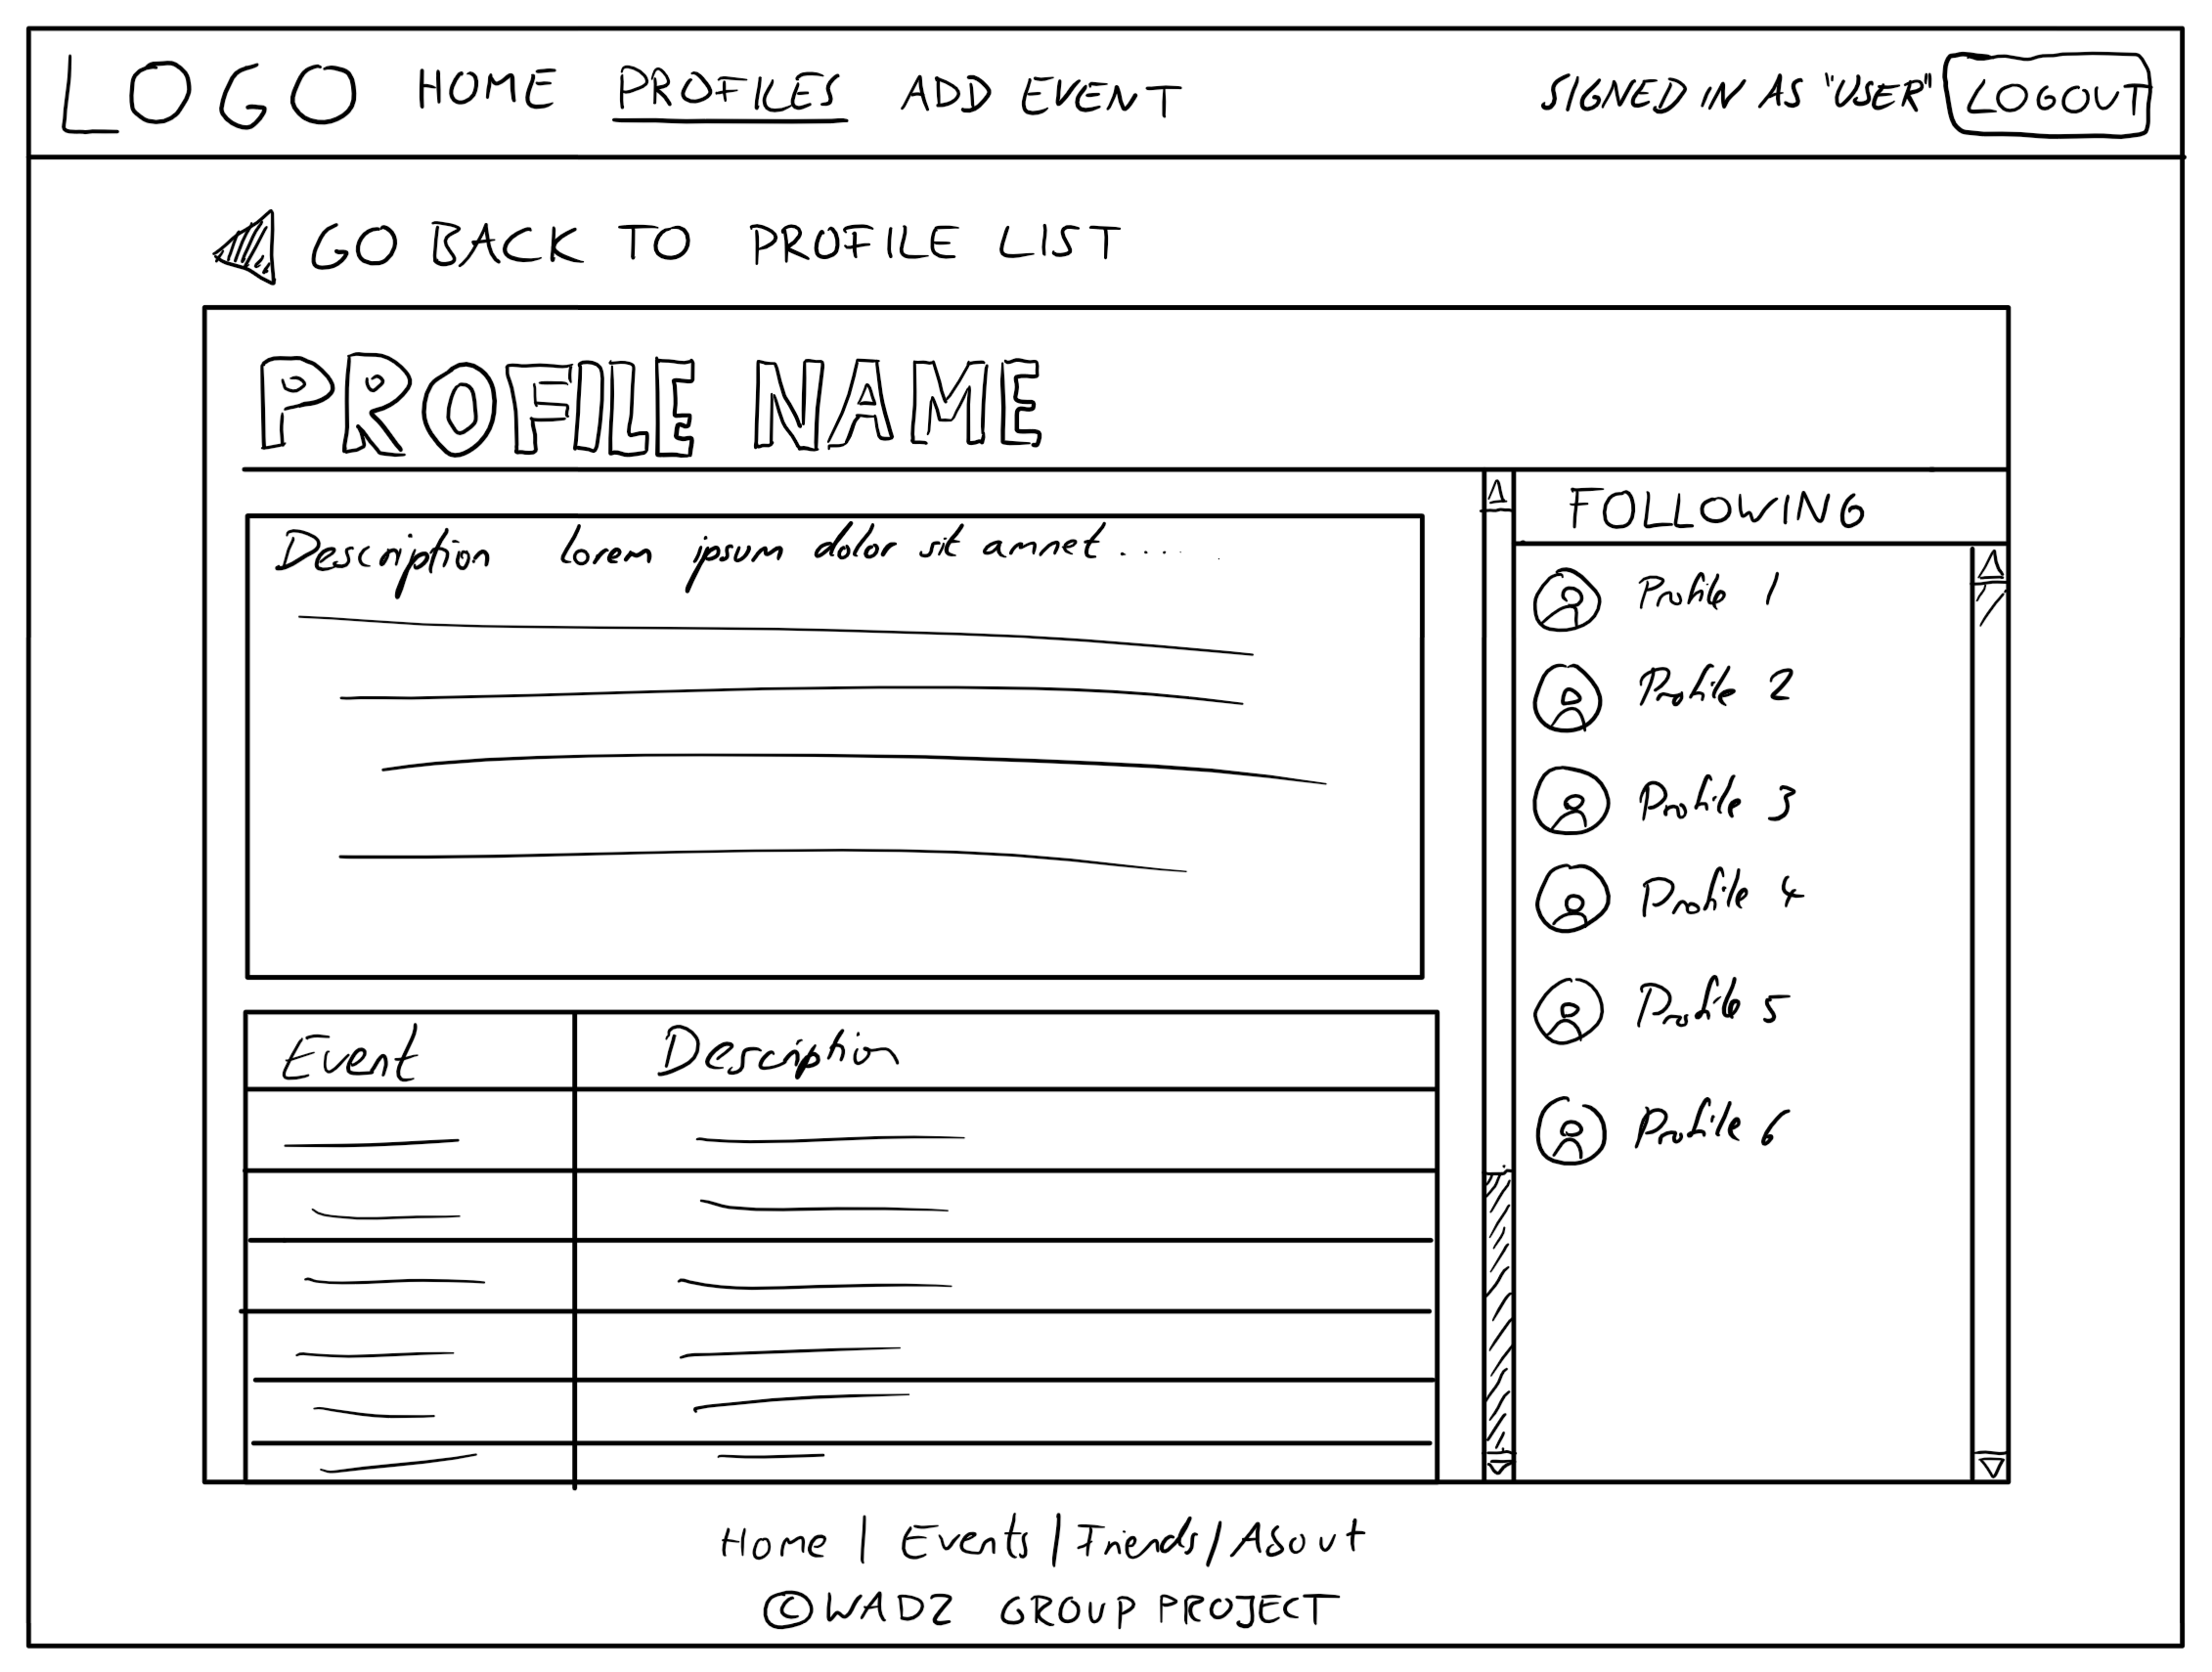 LOGO HOME PROFILES ADD EVENT SIGNED IN AS "USER" LOGOUT
GO BACK TO PROFILE LIST
PROFILE NAME
Description lorem ipsum dolor sit amet.....
FOLLOWING
Profile 1
Profile 2
Profile 3
Profile 4
Profile 5
Profile 6
Event Description
Home | Events | Friends / About
© WAD2 GROUP PROJECT